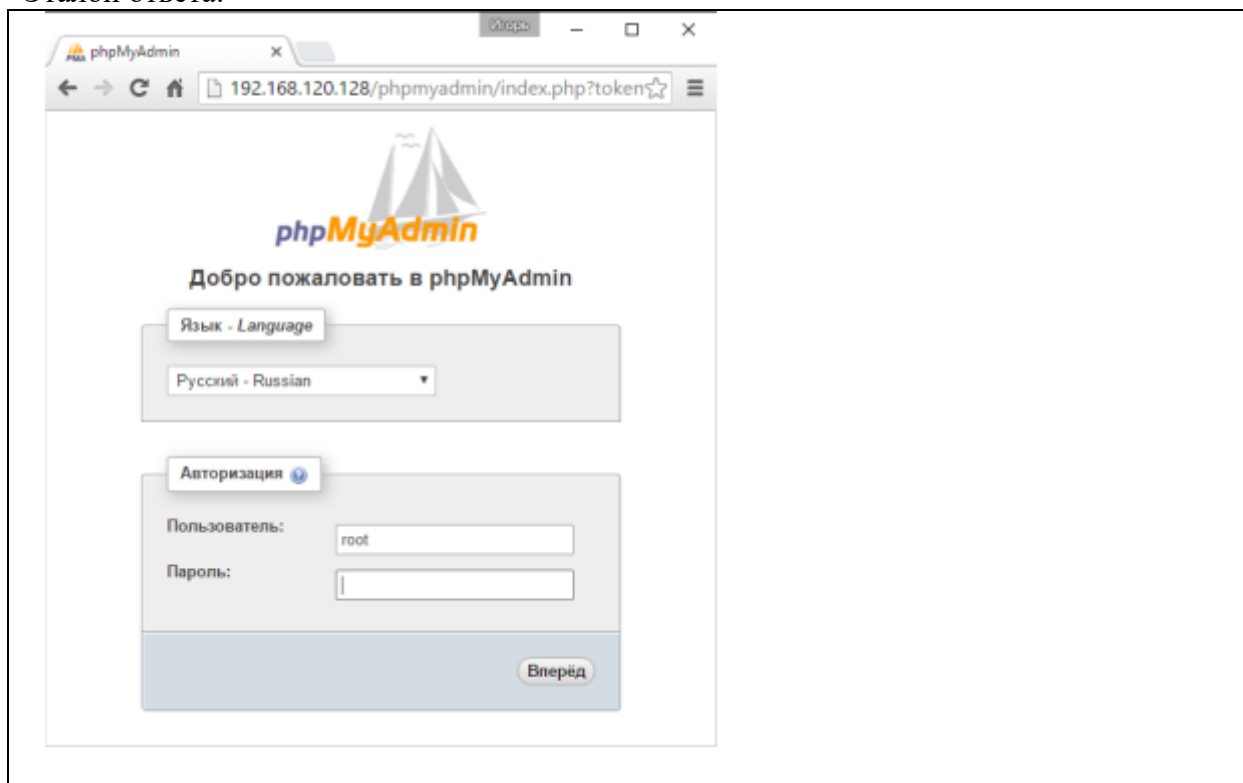 Эталон ответа:
Игорь
phpMyAdmin
192.168.120.128/phpmyadmin/index.php?token
phpMyAdmin
Добро пожаловать в phpMyAdmin
Язык - Language
Русский - Russian
Авторизация
Пользователь:
root
Пароль:
Вперёд